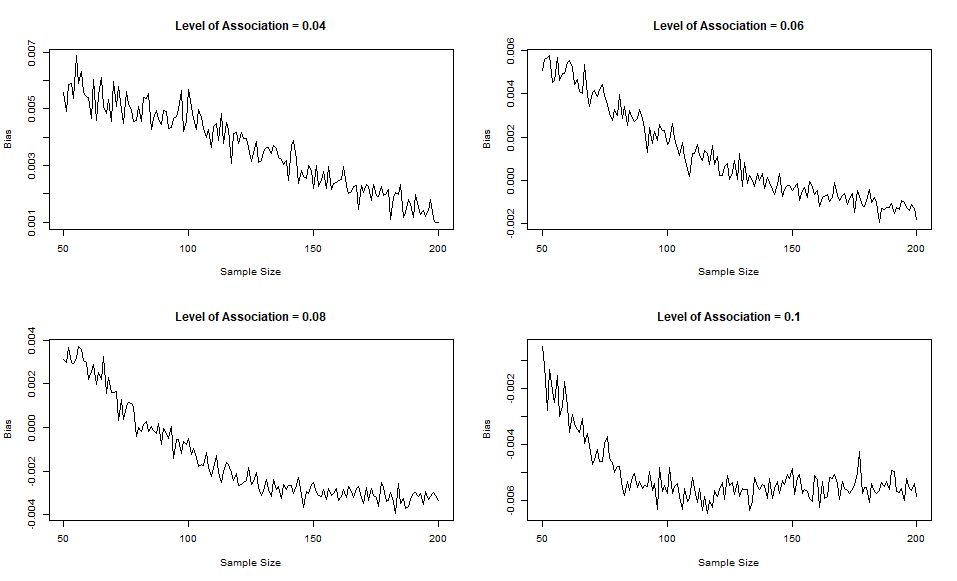 Level of Association = 0.04
Level of Association = 0.06
0.007
0.005
0.003
0.001
Bias
50 100 150 200
Sample Size
0.006
0.004
0.002
0.000
-0.002
Bias
50 100 150 200
Sample Size
Level of Association = 0.08
Level of Association = 0.1
0.004
0.002
0.000
-0.002
-0.004
Bias
50 100 150 200
Sample Size
-0.002
-0.004
-0.006
Bias
50 100 150 200
Sample Size